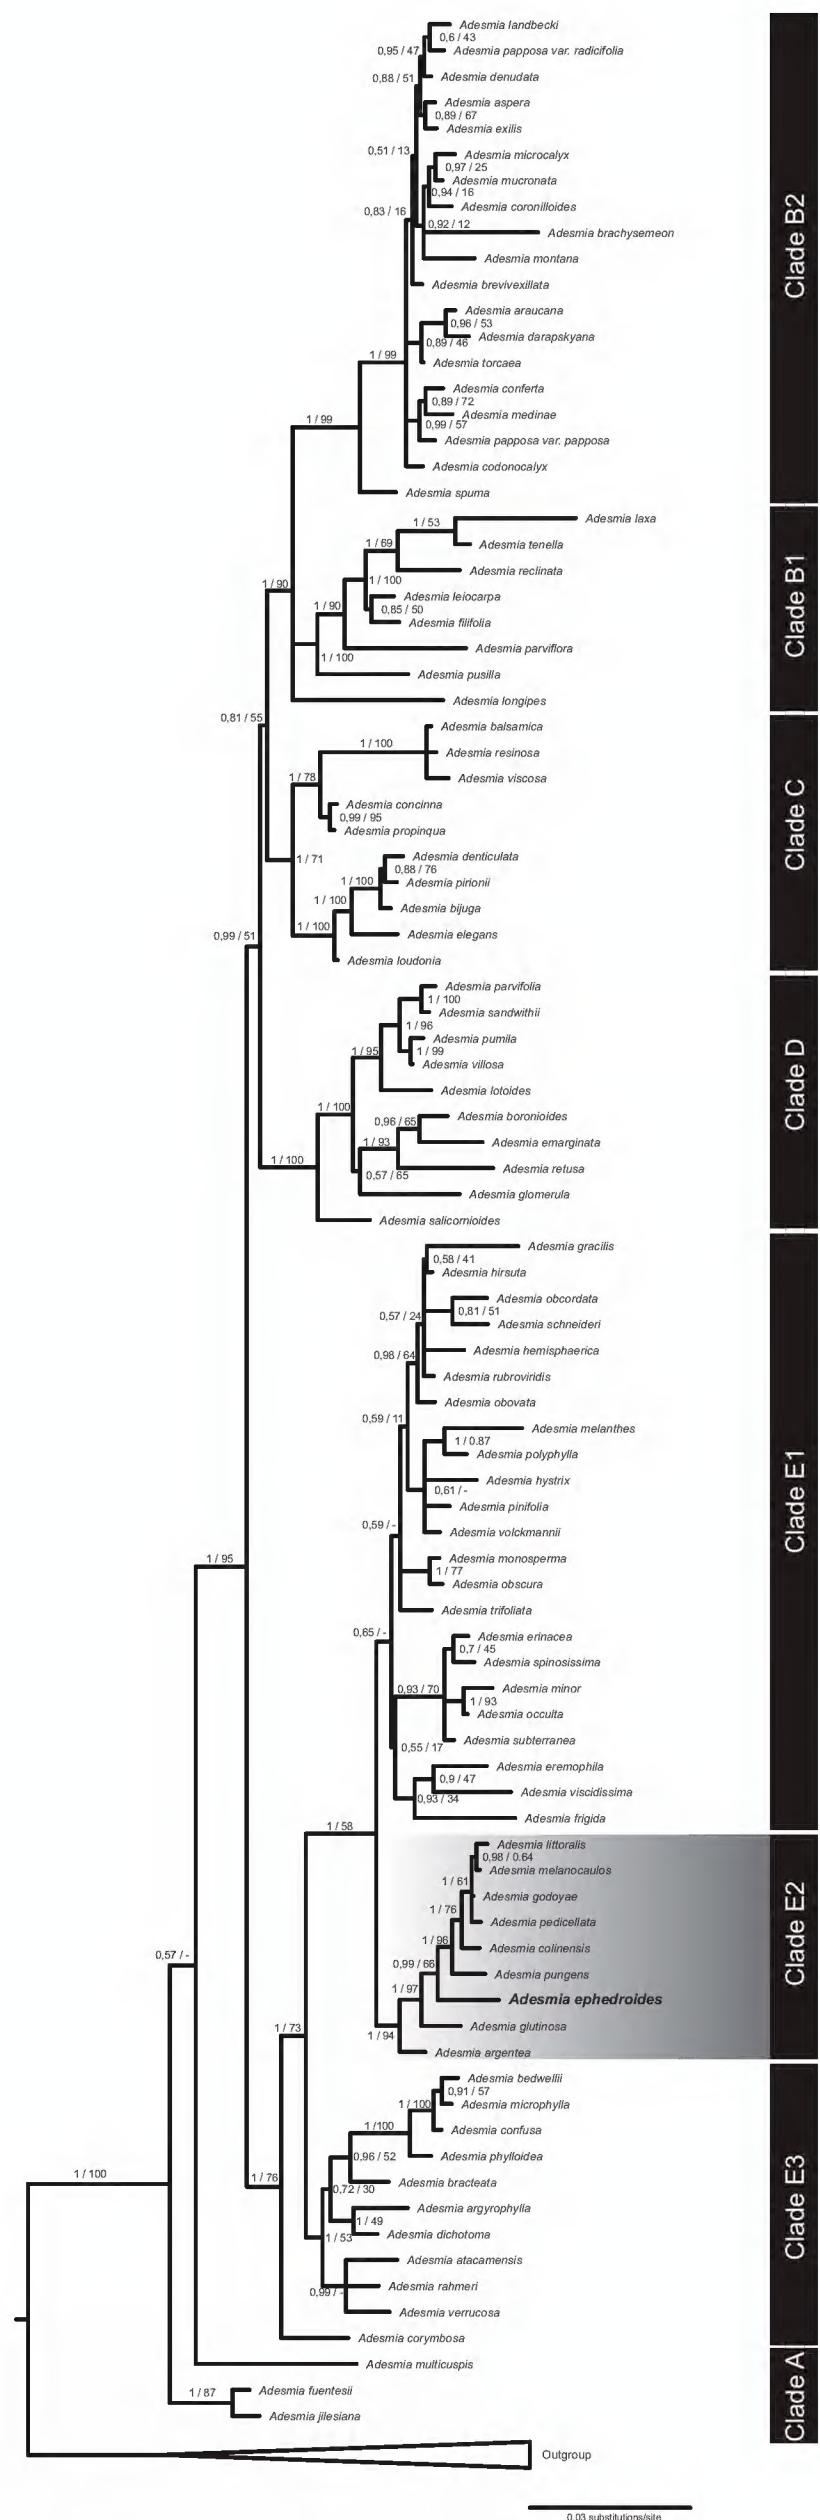 Adesmia landbecki
0,6 / 43
0,95 / 47
Adesmia papposa var. radicifolia
0,88 / 51
Adesmia denudata
Adesmia aspera
0,89 / 67
Adesmia exilis
0,51 / 13
Adesmia microcalyx
0,97 / 25
Adesmia mucronata
0,94 / 16
Adesmia coronilloides
0,83 / 16
0,92 / 12
Adesmia brachysemeon
Clade B2
Adesmia montana
Adesmia brevivexillata
Adesmia araucana
0,96 / 53
Adesmia darapskyana
0,89 / 46
1 / 99
Adesmia torcaea
Adesmia conferta
0,89 / 72
Adesmia medinae
0,99 / 57
1 / 99
Adesmia papposa var. papposa
Adesmia codonocalyx
Adesmia spuma
Adesmia laxa
1 / 53
1 / 69
Adesmia tenella
Adesmia reclinata
1 / 100
1 / 90
Adesmia leiocarpa
1 / 90
0,85 / 50
Adesmia filifolia
Clade B1
Adesmia parviflora
1 / 100
Adesmia pusilla
Adesmia longipes
0,81 / 55
Adesmia balsamica
1 / 100
Adesmia resinosa
1 / 78
Adesmia viscosa
Adesmia concinna
0,99 / 95
Adesmia propinqua
Clade C
1 / 71
Adesmia denticulata
0,88 / 76
1 / 100
Adesmia pirionii
1 / 100
Adesmia bijuga
1 / 100
0,99 / 51
Adesmia elegans
Adesmia loudonia
Adesmia parvifolia
1 / 100
Adesmia sandwithii
1 / 96
Adesmia pumila
1 / 95
1 / 99
Adesmia villosa
Adesmia lotoides
Clade D
1 / 100
Adesmia boronioides
0,96 / 65
1 / 93
Adesmia emarginata
1 / 100
0,57 / 65
Adesmia retusa
Adesmia glomerula
Adesmia salicornioides
Adesmia gracilis
0,58 / 41
Adesmia hirsuta
Adesmia obcordata
0,57 / 24
0,81 / 51
Adesmia schneideri
0,98 / 64
Adesmia hemisphaerica
Adesmia rubroviridis
Adesmia obovata
0,59 / 11
Adesmia melanthes
1 / 0.87
Adesmia polyphylla
Adesmia hystrix
0,61 / -
Adesmia pinifolia
Clade E1
0,59 / -
Adesmia volckmannii
1 / 95
Adesmia monosperma
1 / 77
Adesmia obscura
Adesmia trifoliata
0,65 / -
Adesmia erinacea
0,7 / 45
Adesmia spinosissima
0,93 / 70
Adesmia minor
1 / 93
Adesmia occulta
Adesmia subterranea
0,55 / 17
Adesmia eremophila
0,9 / 47
Adesmia viscidissima
0,93 / 34
Adesmia frigida
1 / 58
Adesmia littoralis
0,98 / 0.64
Adesmia melanocaulos
1 / 61
Adesmia godoyae
1 / 76
Adesmia pedicellata
1 / 96
Adesmia colinensis
Clade E2
0,57 / -
0,99 / 66
Adesmia pungens
1 / 97
Adesmia ephedroides
1 / 73
Adesmia glutinosa
1 / 94
Adesmia argentea
Adesmia bedwellii
0,91 / 57
1 / 100
Adesmia microphylla
1 /100
Adesmia confusa
0,96 / 52
Adesmia phylloidea
1 / 100
1 / 76
Adesmia bracteata
0,72 / 30
Clade E3
Adesmia argyrophylla
1 / 49
Adesmia dichotoma
1 / 53
Adesmia atacamensis
Adesmia rahmeri
0,99 / -
Adesmia verrucosa
Adesmia corymbosa
Adesmia multicuspis
Clade A
1 / 87
Adesmia fuentesii
Adesmia jilesiana
Outgroup
0.03 substitutions/site